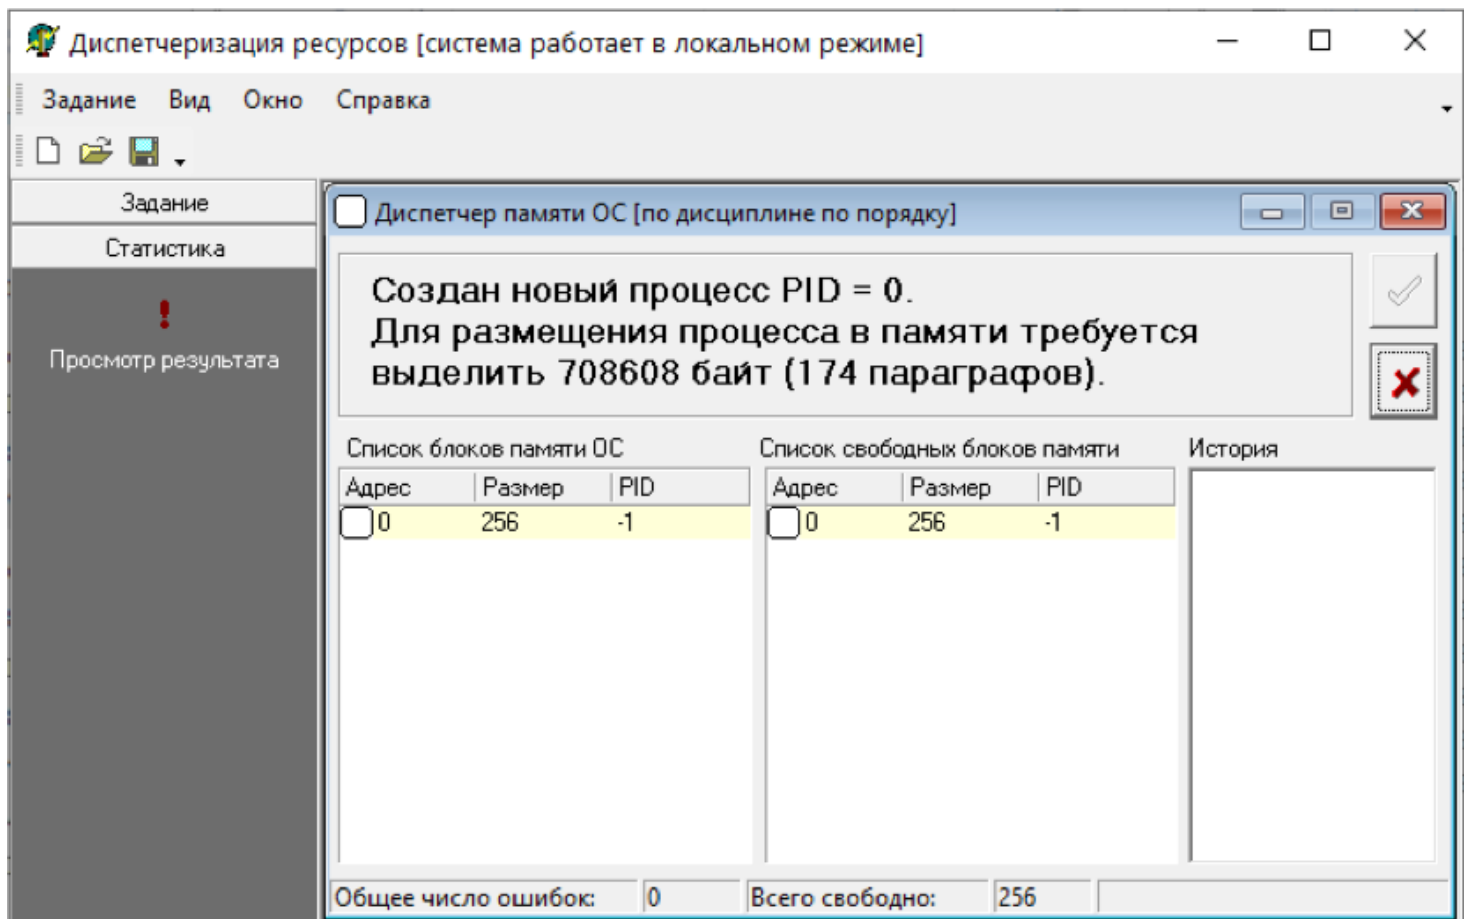 Диспетчеризация ресурсов [система работает в локальном режиме]
Задание Вид Окно Справка
Задание
Статистика
Просмотр результата
Диспетчер памяти ОС [по дисциплине по порядку]
Создан новый процесс PID = 0.
Для размещения процесса в памяти требуется
выделить 708608 байт (174 параграфов).
Список блоков памяти ОС
Адрес Размер PID
0 256 -1
Список свободных блоков памяти
Адрес Размер PID
0 256 -1
История
Общее число ошибок: 0 Всего свободно: 256